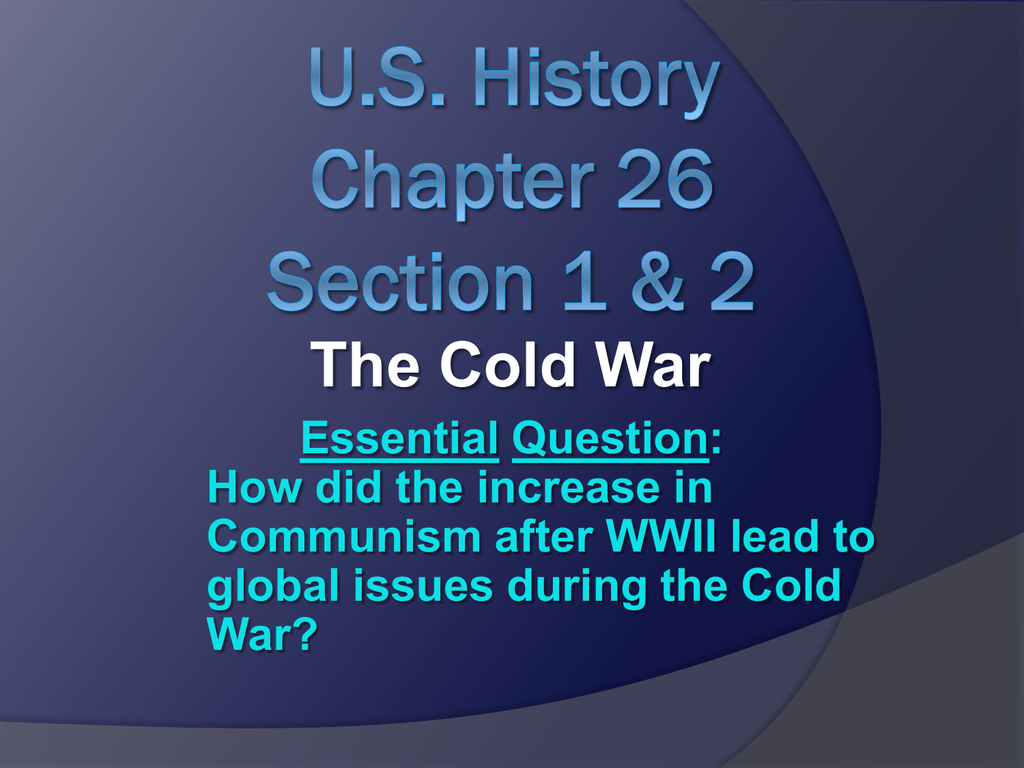 U.S. History
Chapter 26
Section 1 & 2
The Cold War
Essential Question:
How did the increase in
Communism after WWII lead to
global issues during the Cold
War?